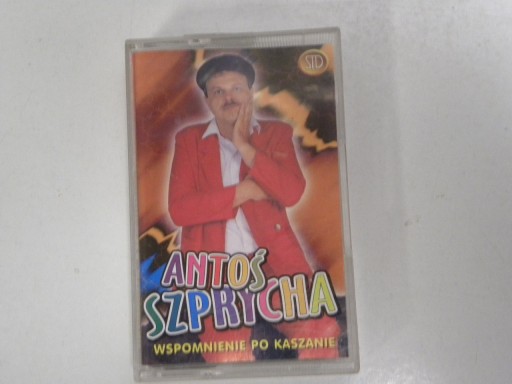 STD
ANTOŚ
SZPRYCHA
WSPOMNIENIE PO KASZANIE